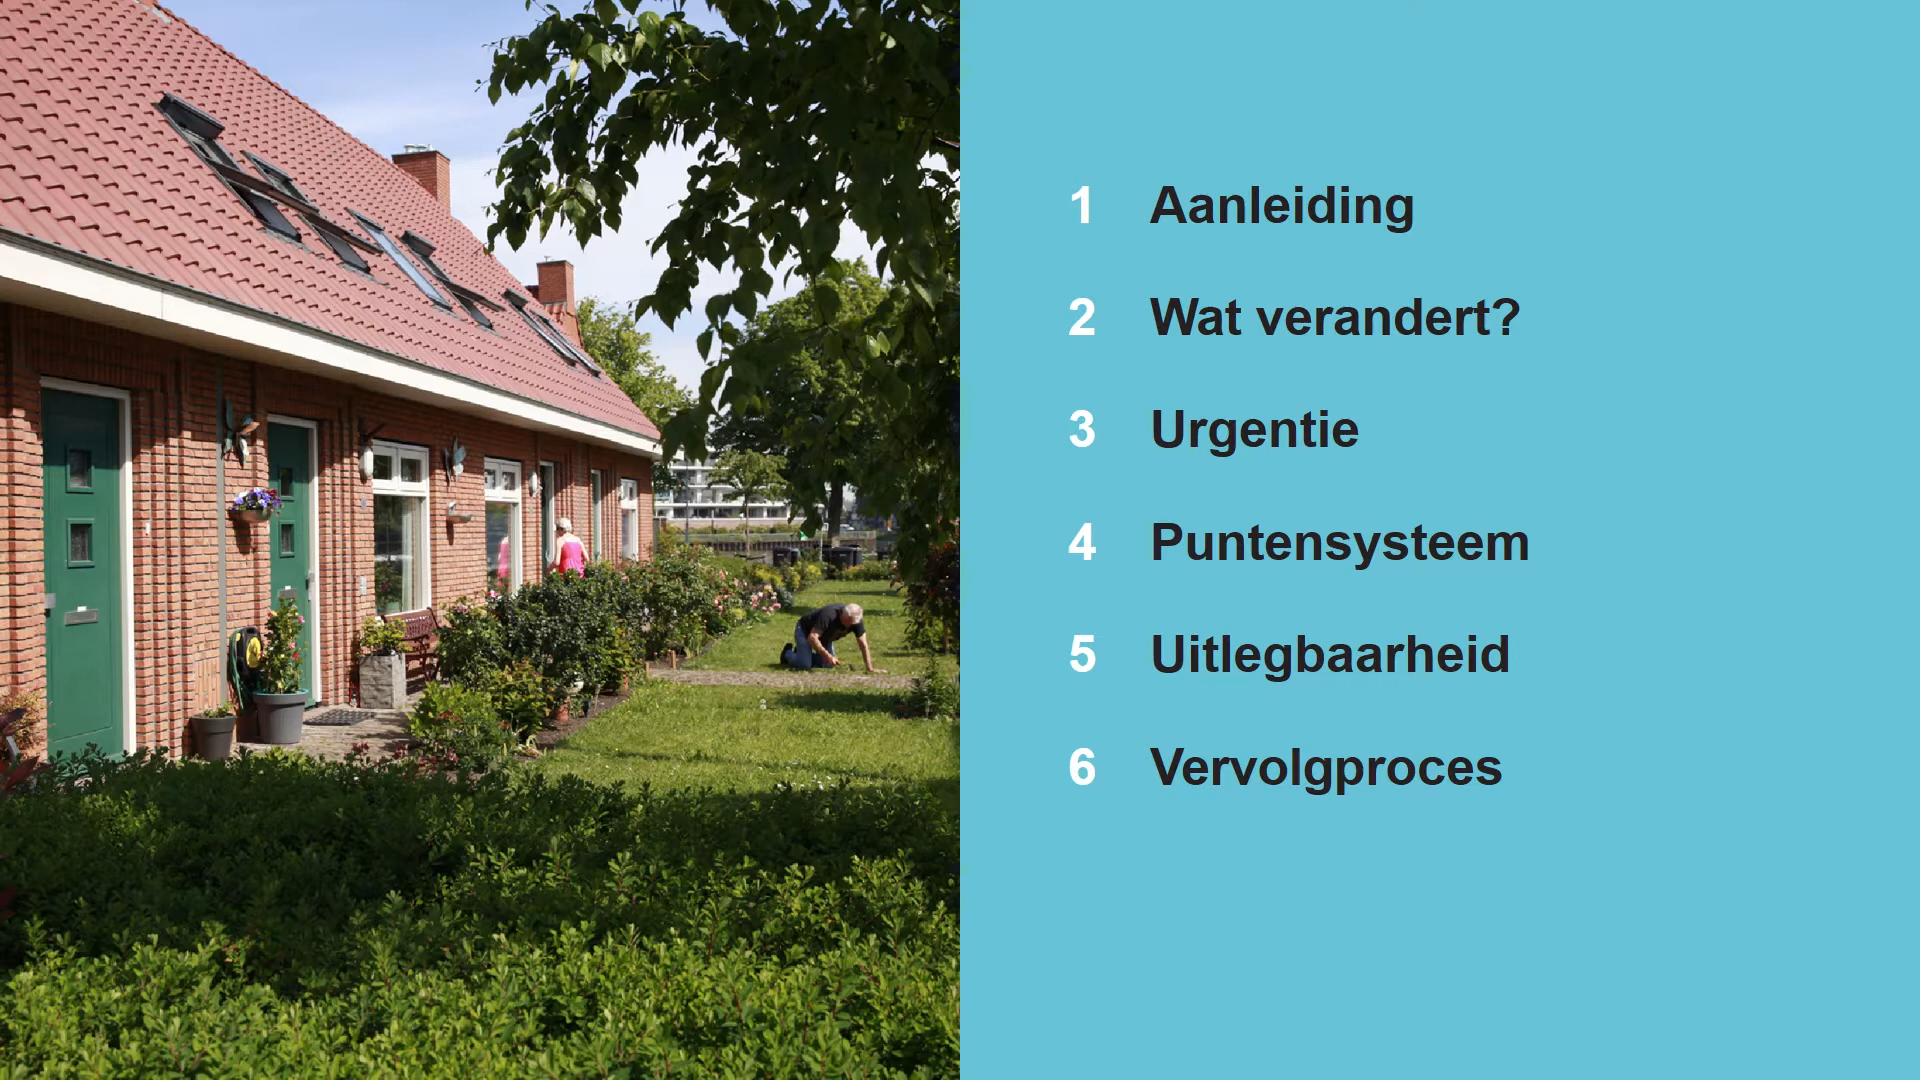 1 Aanleiding
2 Wat verandert?
3 Urgentie
4 Puntensysteem
5 Uitlegbaarheid
6 Vervolgproces